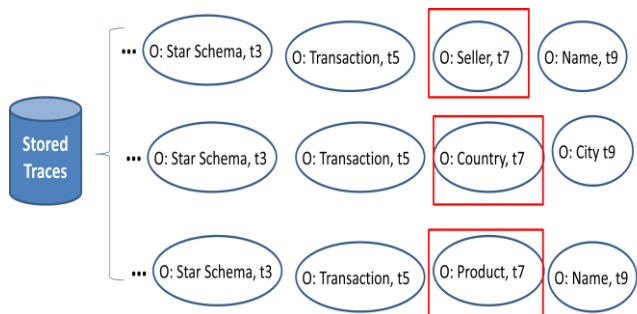 ... O: Star Schema, t3 O: Transaction, t5 O: Seller, t7 O: Name, t9
Stored
Traces
... O: Star Schema, t3 O: Transaction, t5 O: Country, t7 O: City t9
... O: Star Schema, t3 O: Transaction, t5 O: Product, t7 O: Name, t9